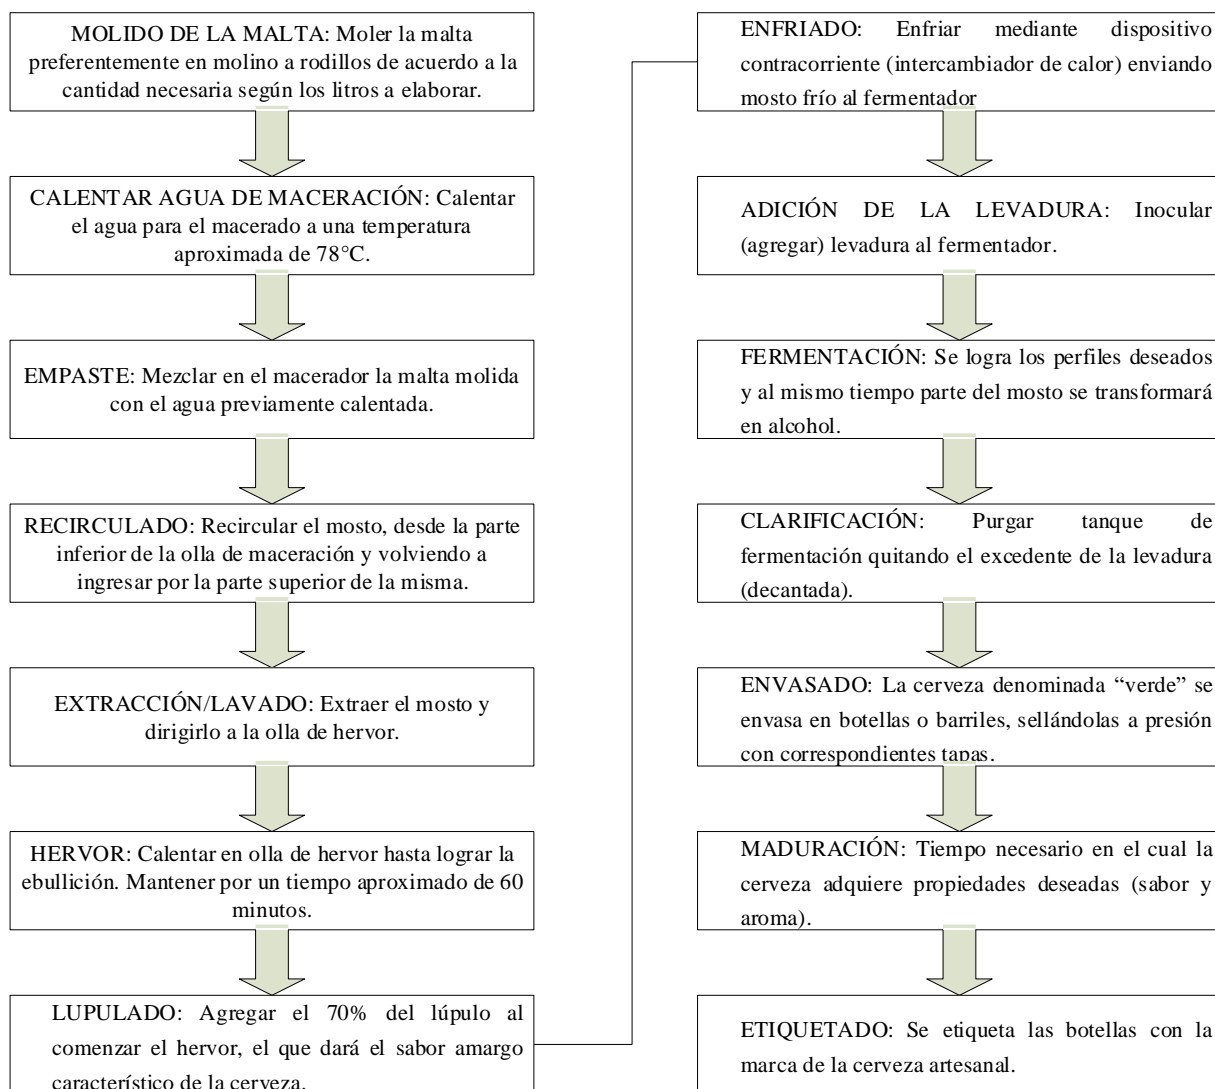 MOLIDO DE LA MALTA: Moler la malta
preferentemente en molino a rodillos de acuerdo a la
cantidad necesaria según los litros a elaborar.
CALENTAR AGUA DE MACERACIÓN: Calentar
el agua para el macerado a una temperatura
aproximada de 78°C.
EMPASTE: Mezclar en el macerador la malta molida
con el agua previamente calentada.
RECIRCULADO: Recircular el mosto, desde la parte
inferior de la olla de maceración y volviendo a
ingresar por la parte superior de la misma.
EXTRACCIÓN/LAVADO: Extraer el mosto y
dirigirlo a la olla de hervor.
HERVOR: Calentar en olla de hervor hasta lograr la
ebullición. Mantener por un tiempo aproximado de 60
minutos.
LUPULADO: Agregar el 70% del lúpulo al
comenzar el hervor, el que dará el sabor amargo
característico de la cerveza.
ENFRIADO: Enfriar mediante dispositivo
contracorriente (intercambiador de calor) enviando
mosto frío al fermentador
ADICIÓN DE LA LEVADURA: Inocular
(agregar) levadura al fermentador.
FERMENTACIÓN: Se logra los perfiles deseados
y al mismo tiempo parte del mosto se transformará
en alcohol.
CLARIFICACIÓN: Purgar tanque de
fermentación quitando el excedente de la levadura
(decantada).
ENVASADO: La cerveza denominada “verde” se
envasa en botellas o barriles, sellándolas a presión
con correspondientes tapas.
MADURACIÓN: Tiempo necesario en el cual la
cerveza adquiere propiedades deseadas (sabor y
aroma).
ETIQUETADO: Se etiqueta las botellas con la
marca de la cerveza artesanal.